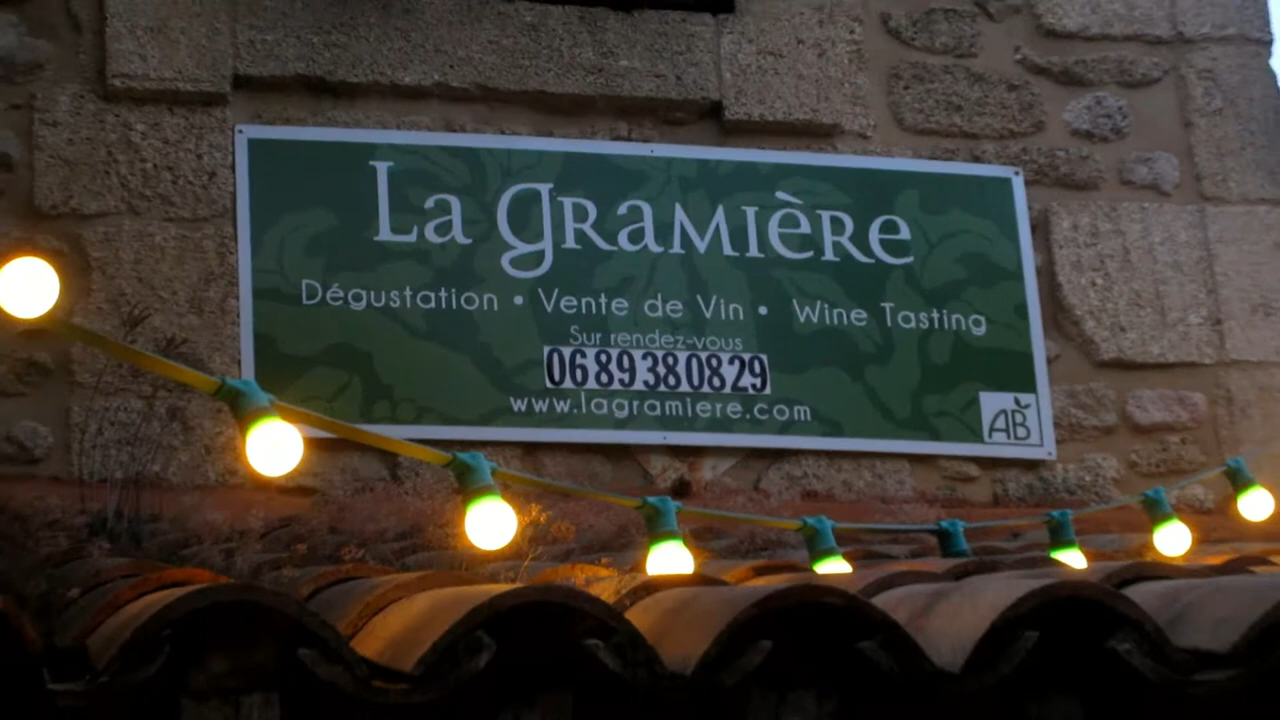 La Gramière
Dégustation • Vente de Vin • Wine Tasting
Sur rendez-vous
0689380829
www.lagramiere.com
AB